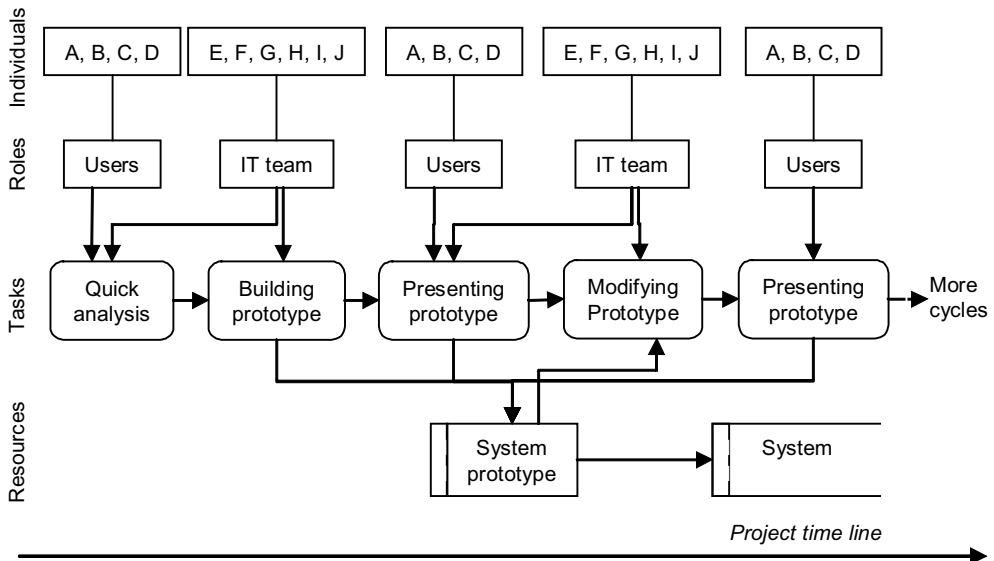 Individuals
A, B, C, D
E, F, G, H, I, J
A, B, C, D
E, F, G, H, I, J
A, B, C, D
Roles
Users
IT team
Users
IT team
Users
Tasks
Quick
analysis
Building
prototype
Presenting
prototype
Modifying
Prototype
Presenting
prototype
More
cycles
Resources
System
prototype
System
Project time line